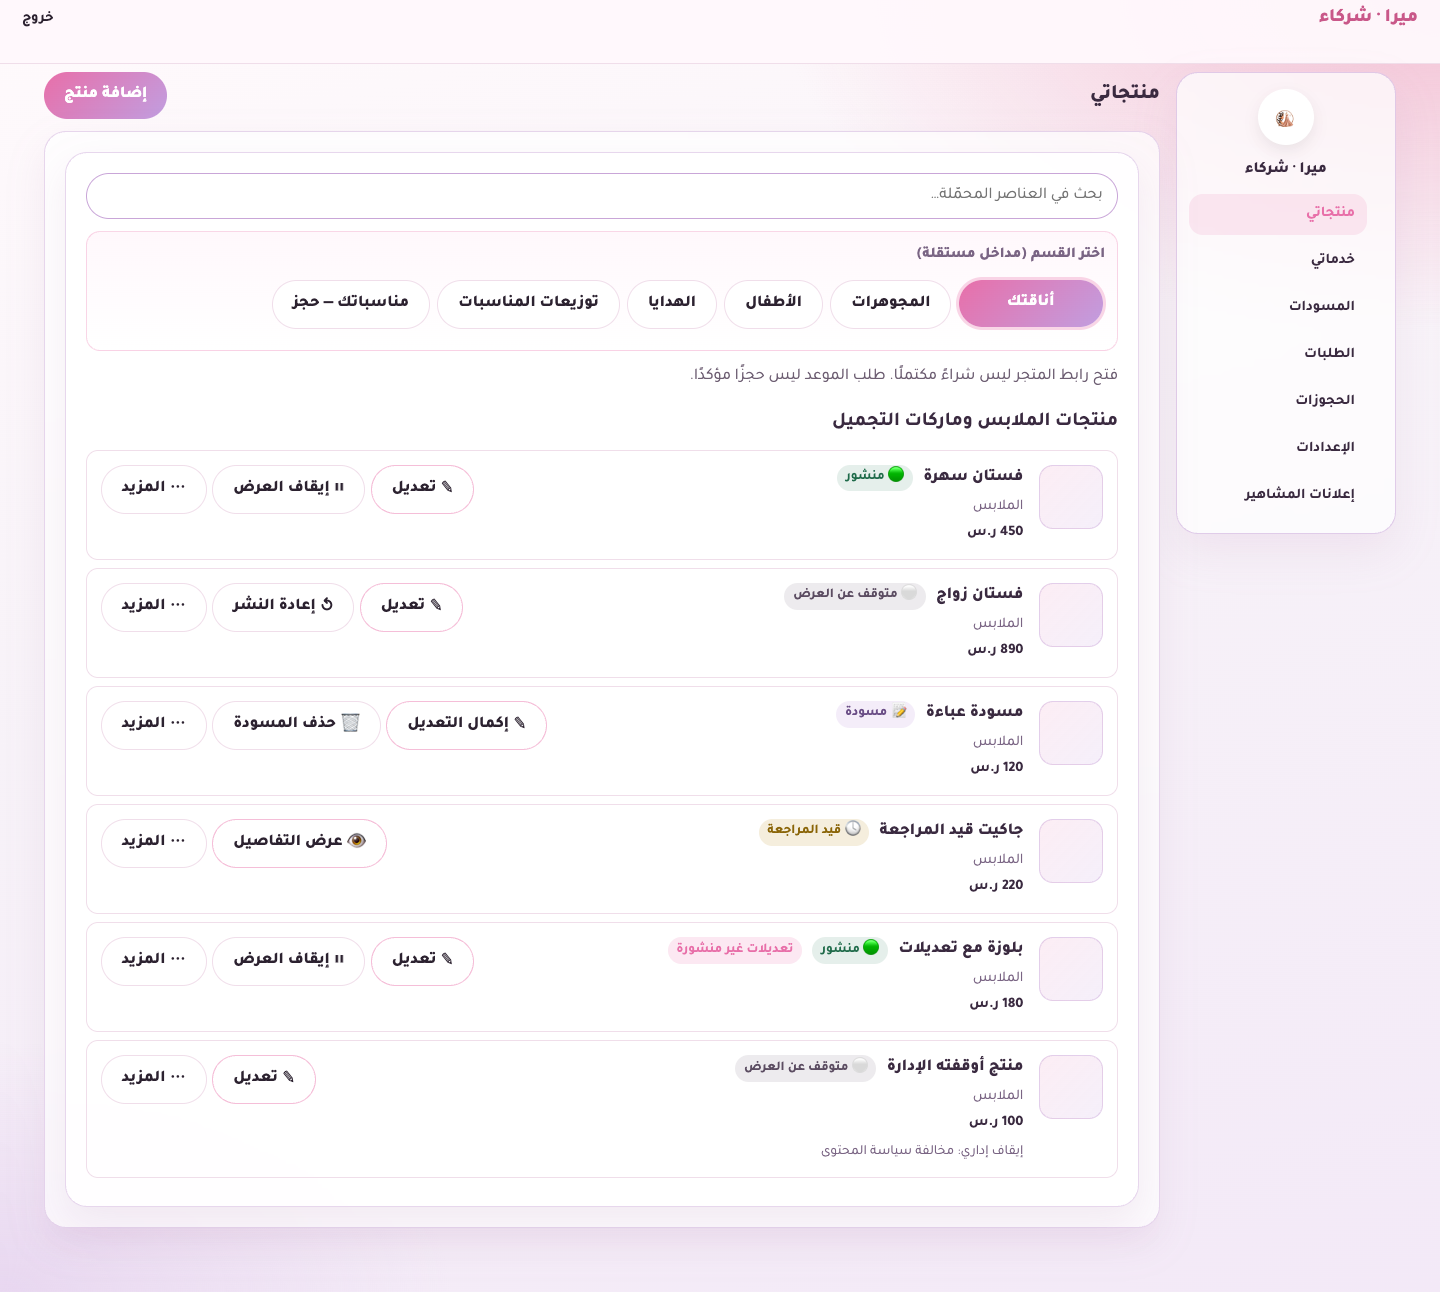 ميرا · شركاء
خروج
ميرا · شركاء
منتجاتي
خدماتي
المسودات
الطلبات
الحجوزات
الإعدادات
إعلانات المشاهير
منتجاتي
إضافة منتج
بحث في العناصر المحمّلة...
اختر القسم (مداخل مستقلة)
أناقتك
المجوهرات
الأطفال
الهدايا
توزيعات المناسبات
مناسباتك – حجز
فتح رابط المتجر ليس شراءً مكتملًا. طلب الموعد ليس حجزًا مؤكدًا.
منتجات الملابس وماركات التجميل
فستان سهرة 🟢 منشور
الملابس
450 ر.س
✎ تعديل
⏸ إيقاف العرض
⋯ المزيد
فستان زواج ⚪ متوقف عن العرض
الملابس
890 ر.س
✎ تعديل
↺ إعادة النشر
⋯ المزيد
مسودة عباءة 📝 مسودة
الملابس
120 ر.س
✎ إكمال التعديل
🗑 حذف المسودة
⋯ المزيد
جاكيت قيد المراجعة 🕓 قيد المراجعة
الملابس
220 ر.س
👁 عرض التفاصيل
⋯ المزيد
بلوزة مع تعديلات 🟢 منشور تعديلات غير منشورة
الملابس
180 ر.س
✎ تعديل
⏸ إيقاف العرض
⋯ المزيد
منتج أوقفته الإدارة ⚪ متوقف عن العرض
الملابس
100 ر.س
إيقاف إداري: مخالفة سياسة المحتوى
✎ تعديل
⋯ المزيد